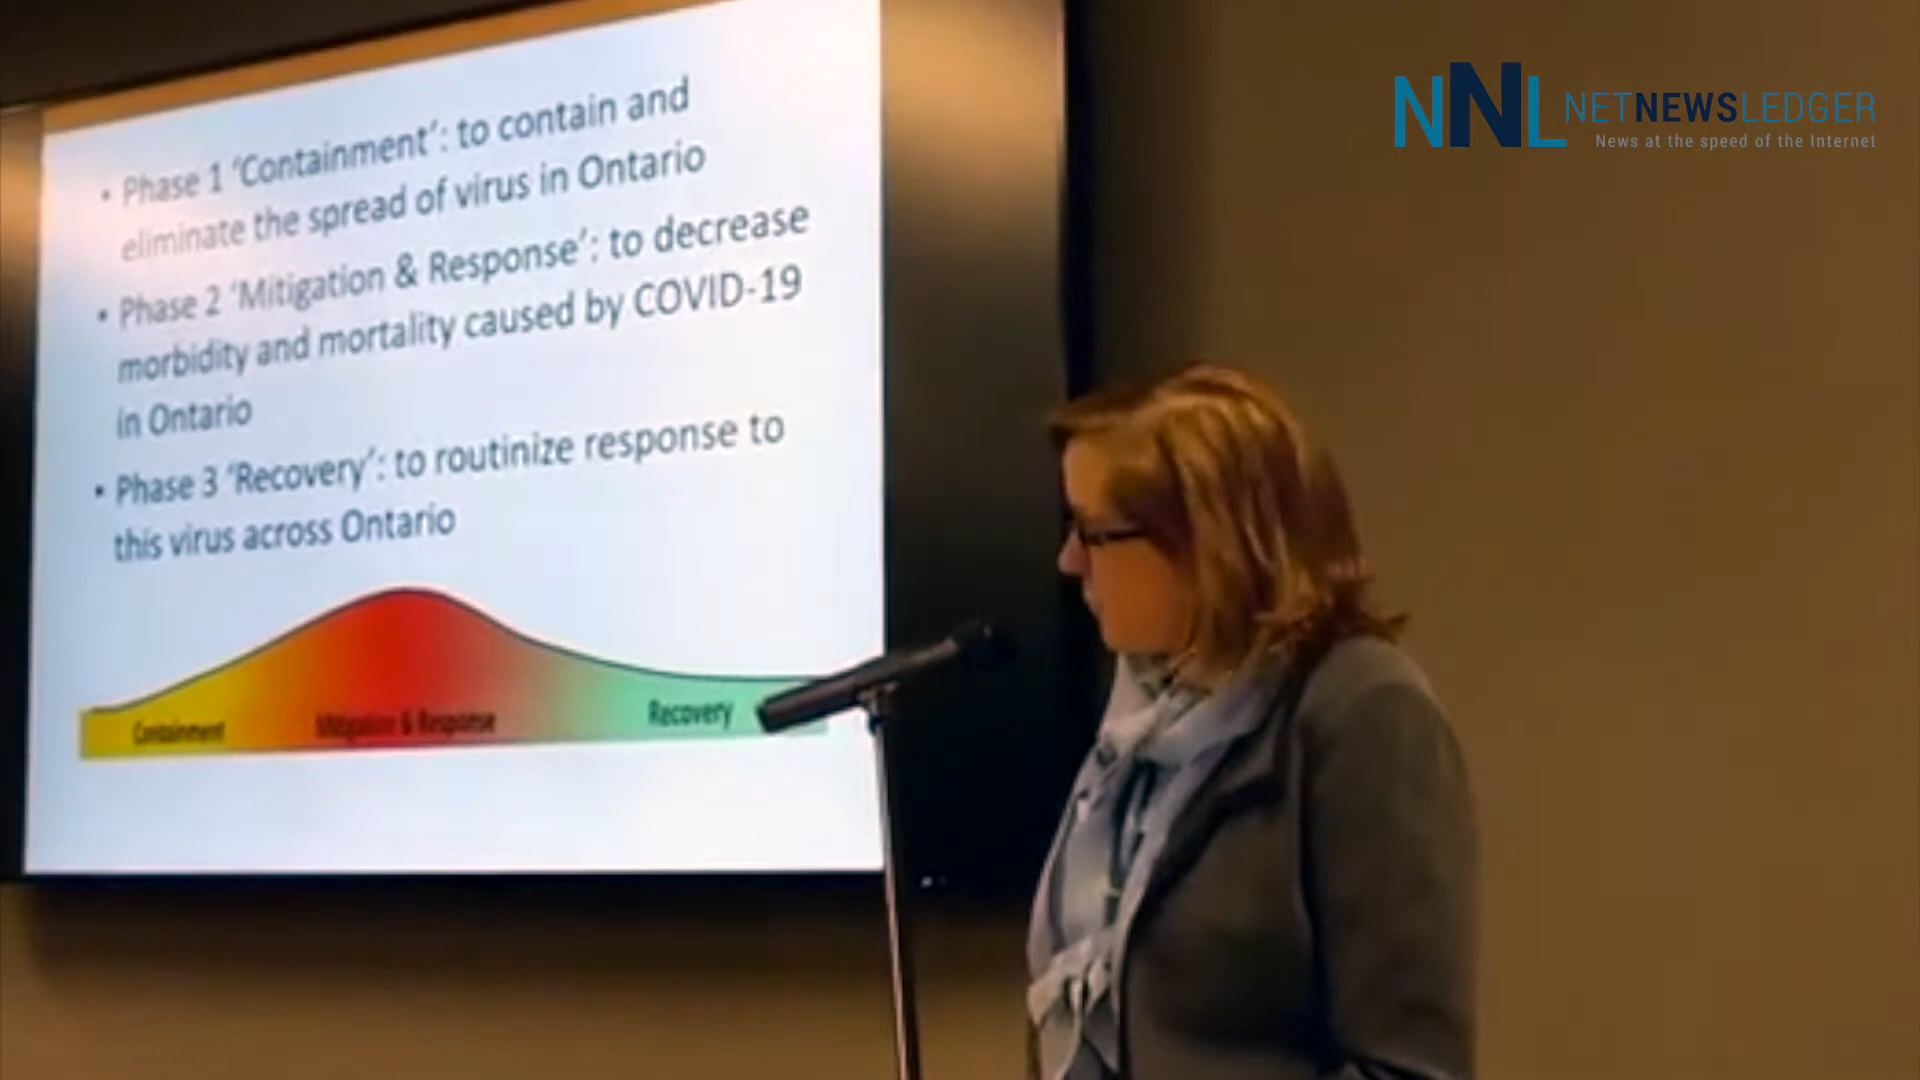 NNL NETNEWSLEDGER
News at the speed of the Internet
• Phase 1 ‘Containment’: to contain and
eliminate the spread of virus in Ontario
• Phase 2 ‘Mitigation & Response’: to decrease
morbidity and mortality caused by COVID-19
in Ontario
• Phase 3 ‘Recovery’: to routinize response to
this virus across Ontario
Containment
Mitigation & Response
Recovery